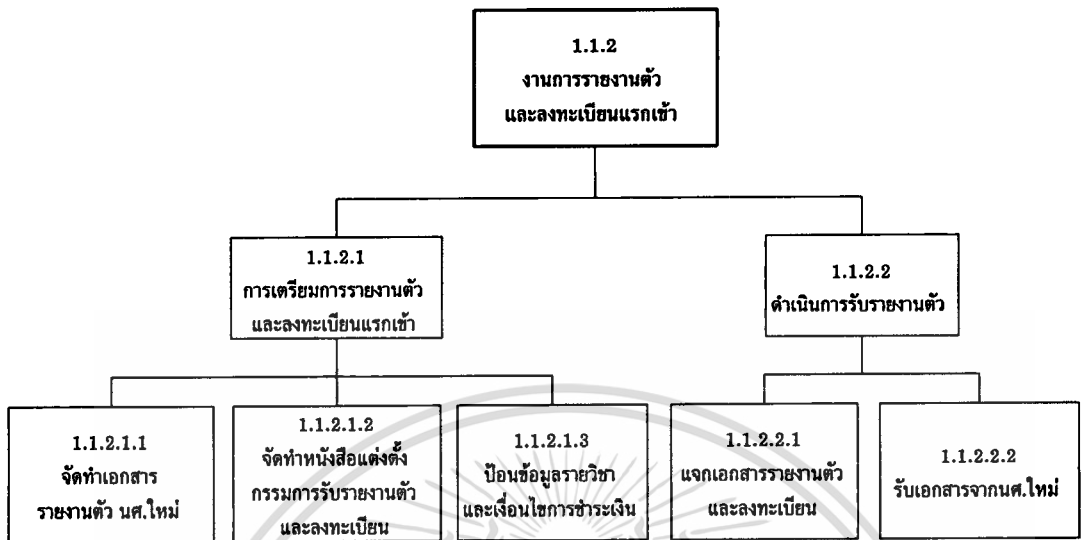 1.1.2
งานการรายงานตัว
และลงทะเบียนแรกเข้า
1.1.2.1
การเตรียมการรายงานตัว
และลงทะเบียนแรกเข้า
1.1.2.2
ดำเนินการรับรายงานตัว
1.1.2.1.1
จัดทำเอกสาร
รายงานตัว นศ.ใหม่
1.1.2.1.2
จัดทำหนังสือแต่งตั้ง
กรรมการรับรายงานตัว
และลงทะเบียน
1.1.2.1.3
ป้อนข้อมูลรายวิชา
และเงื่อนไขการชำระเงิน
1.1.2.2.1
แจกเอกสารรายงานตัว
และลงทะเบียน
1.1.2.2.2
รับเอกสารจากนศ.ใหม่